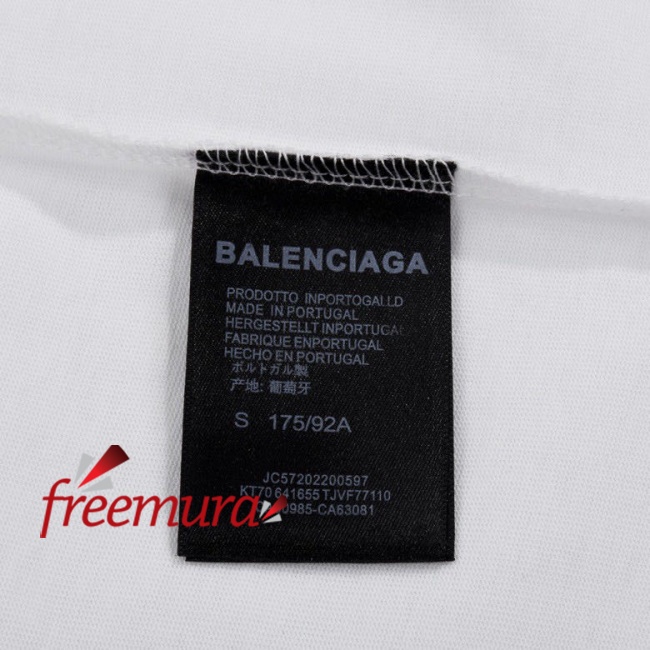 BALENCIAGA
PRODOTTO INPORTOGALLD
MADE IN PORTUGAL
HERGESTELLT INPORTUGAL
FABRIQUE ENPORTUGAL
HECHO EN PORTUGAL
ポルトガル製
产地: 葡萄牙
S 175/92A
JC57202200597
KT70 641655 TJVF77110
0985-CA63081
freemura